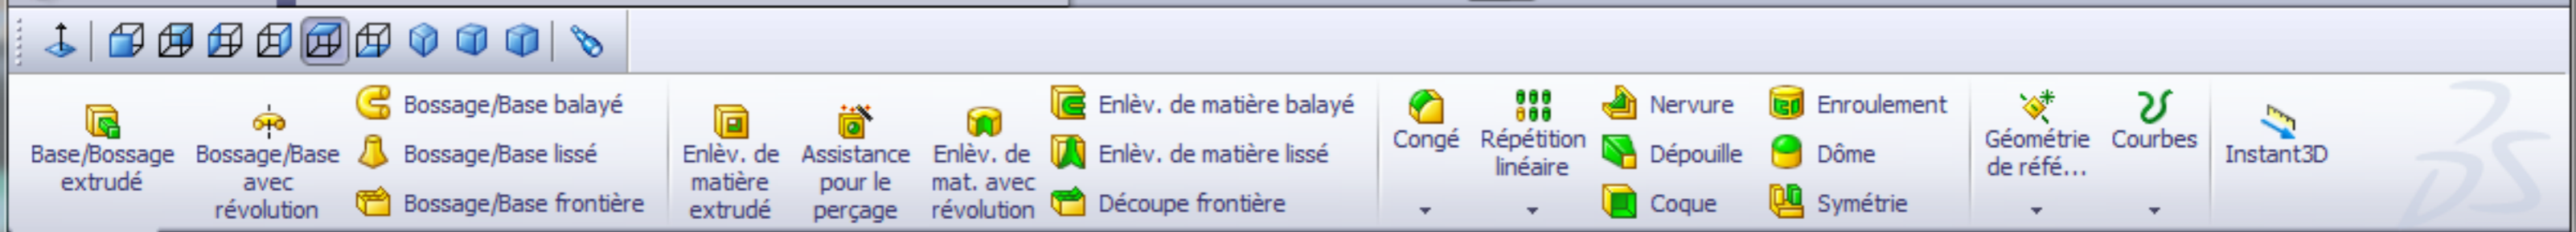 Base/Bossage
extrudé
Bossage/Base
avec
révolution
Bossage/Base balayé
Bossage/Base lissé
Bossage/Base frontière
Enlèv. de
matière
extrudé
Assistance
pour le
perçage
Enlèv. de
mat. avec
révolution
Enlèv. de matière balayé
Enlèv. de matière lissé
Découpe frontière
Congé
Répétition
linéaire
Nervure
Dépouille
Coque
Enroulement
Dôme
Symétrie
Géométrie
de réfé...
Courbes
Instant3D